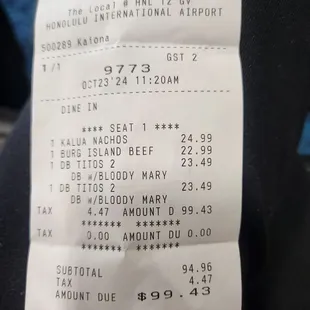 The Local @ HNL T2 GV
HONOLULU INTERNATIONAL AIRPORT
500289 Kaiona
1/1 9773 GST 2
OCT23'24 11:20AM
DINE IN
**** SEAT 1 ****
1 KALUA NACHOS 24.99
1 BURG ISLAND BEEF 22.99
1 DB TITOS 2 23.49
DB W/BLOODY MARY
1 DB TITOS 2 23.49
DB W/BLOODY MARY
TAX 4.47 AMOUNT D 99.43
******* *******
TAX 0.00 AMOUNT DU 0.00
******* *******
SUBTOTAL 94.96
TAX 4.47
AMOUNT DUE $99.43